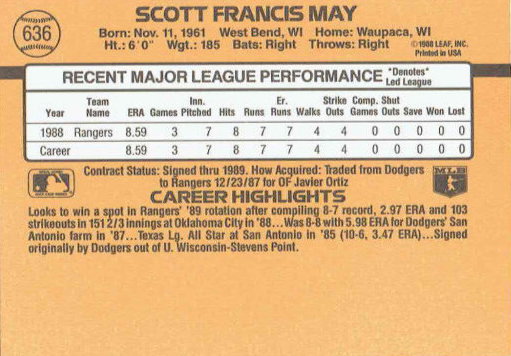 636
SCOTT FRANCIS MAY
Born: Nov. 11, 1961 West Bend, WI Home: Waupaca, WI
Ht.: 6'0" Wgt.: 185 Bats: Right Throws: Right
©1988 LEAF, INC.
Printed in USA
RECENT MAJOR LEAGUE PERFORMANCE *Denotes*
Led League
Team Inn. Er. Strike Comp. Shut
Year Name ERA Games Pitched Hits Runs Runs Walks Outs Games Outs Save Won Lost
1988 Rangers 8.59 3 7 8 7 7 4 4 0 0 0 0 0
Career 8.59 3 7 8 7 7 4 4 0 0 0 0 0
Contract Status: Signed thru 1989. How Acquired: Traded from Dodgers
to Rangers 12/23/87 for OF Javier Ortiz
MLB
CAREER HIGHLIGHTS
Looks to win a spot in Rangers' '89 rotation after compiling 8-7 record, 2.97 ERA and 103
strikeouts in 151 2/3 innings at Oklahoma City in '88...Was 8-8 with 5.98 ERA for Dodgers' San
Antonio farm in '87...Texas Lg. All Star at San Antonio in '85 (10-6, 3.47 ERA)...Signed
originally by Dodgers out of U. Wisconsin-Stevens Point.